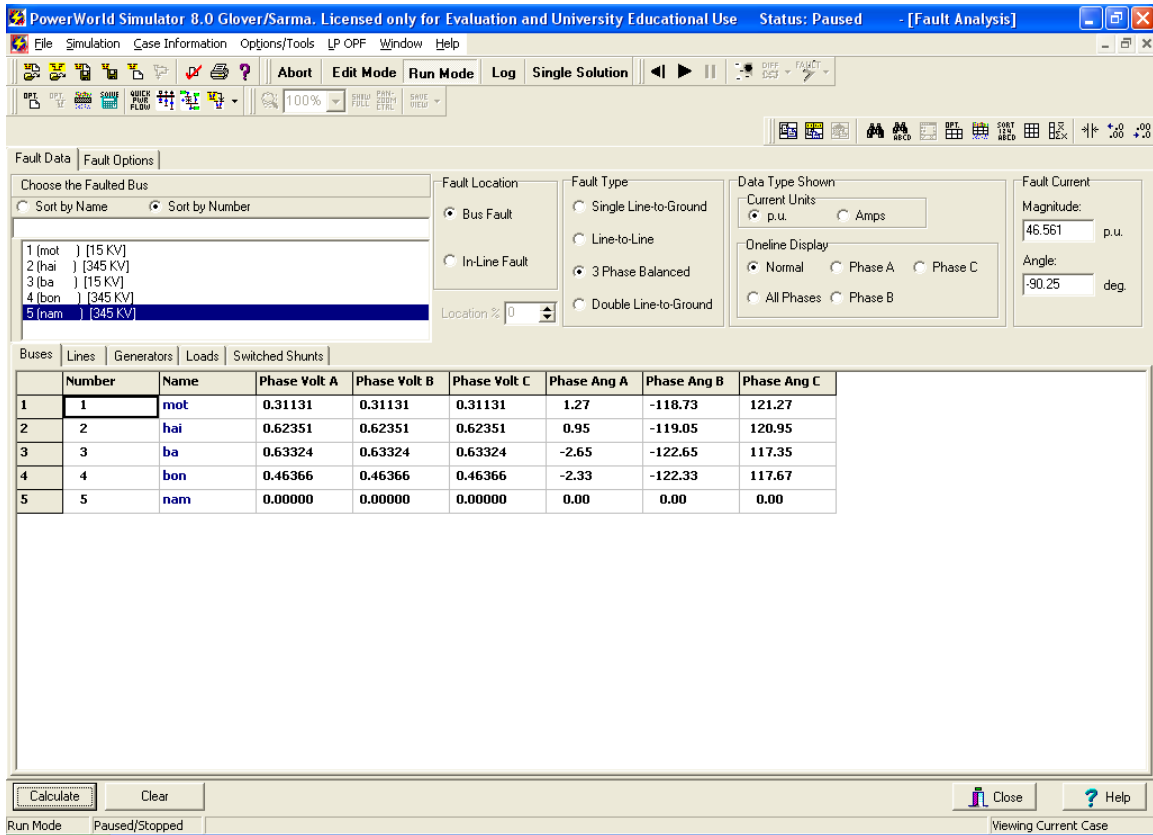 PowerWorld Simulator 8.0 Glover/Sarma. Licensed only for Evaluation and University Educational Use Status: Paused - [Fault Analysis]
File Simulation Case Information Options/Tools LP OPF Window Help
Abort Edit Mode Run Mode Log Single Solution
100%
Fault Data Fault Options
Choose the Faulted Bus
Sort by Name Sort by Number
1 (mot ) [15 KV]
2 (hai ) [345 KV]
3 (ba ) [15 KV]
4 (bon ) [345 KV]
5 (nam ) [345 KV]
Fault Location
Bus Fault
In-Line Fault
Location % 0
Fault Type
Single Line-to-Ground
Line-to-Line
3 Phase Balanced
Double Line-to-Ground
Data Type Shown
Current Units
p.u. Amps
Oneline Display
Normal Phase A Phase C
All Phases Phase B
Fault Current
Magnitude:
46.561 p.u.
Angle:
-90.25 deg.
Buses Lines Generators Loads Switched Shunts
Number Name Phase Volt A Phase Volt B Phase Volt C Phase Ang A Phase Ang B Phase Ang C
1 1 mot 0.31131 0.31131 0.31131 1.27 -118.73 121.27
2 2 hai 0.62351 0.62351 0.62351 0.95 -119.05 120.95
3 3 ba 0.63324 0.63324 0.63324 -2.65 -122.65 117.35
4 4 bon 0.46366 0.46366 0.46366 -2.33 -122.33 117.67
5 5 nam 0.00000 0.00000 0.00000 0.00 0.00 0.00
Calculate Clear Close Help
Run Mode Paused/Stopped Viewing Current Case